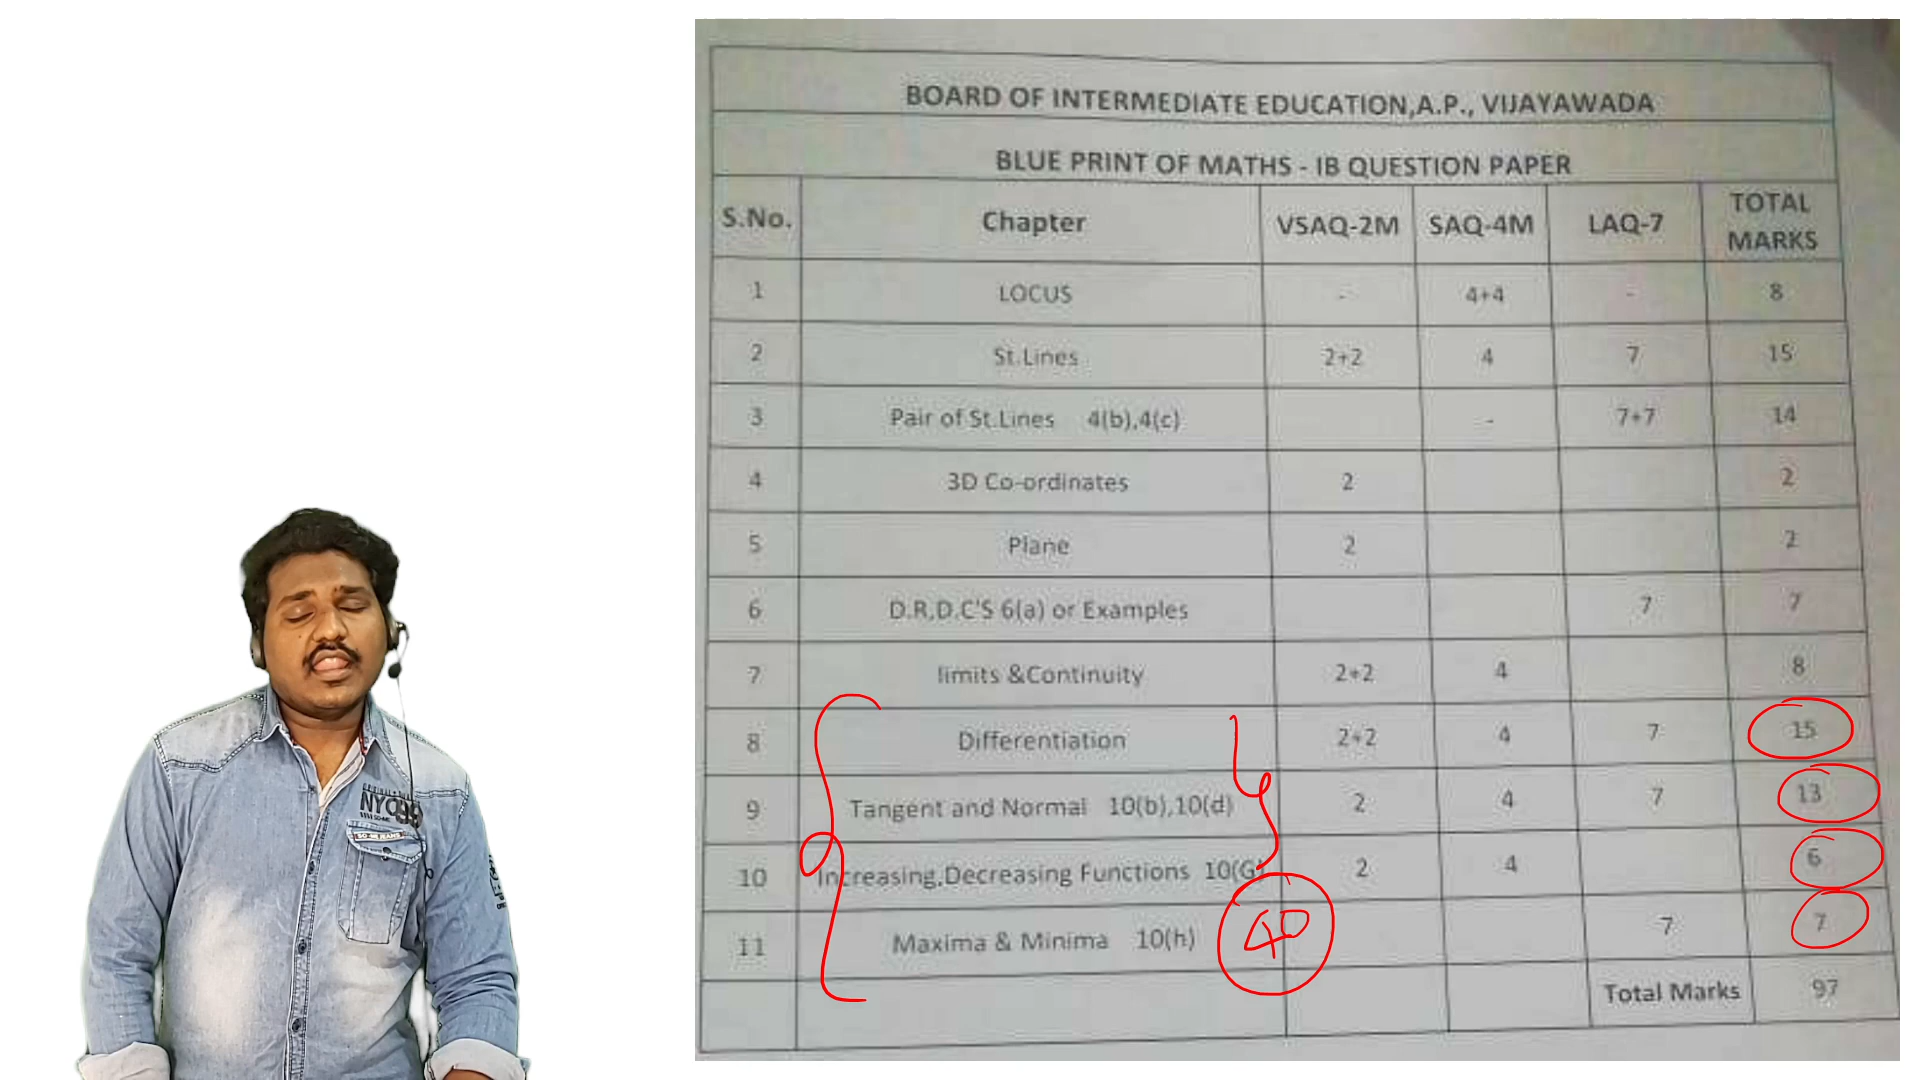 BOARD OF INTERMEDIATE EDUCATION,A.P., VIJAYAWADA
BLUE PRINT OF MATHS - IB QUESTION PAPER
S.No. Chapter VSAQ-2M SAQ-4M LAQ-7 TOTAL MARKS
1 LOCUS - 4+4 - 8
2 St.Lines 2+2 4 7 15
3 Pair of St.Lines 4(b),4(c) - 7+7 14
4 3D Co-ordinates 2 2
5 Plane 2 2
6 D.R,D.C'S 6(a) or Examples 7 7
7 limits &Continuity 2+2 4 8
8 Differentiation 2+2 4 7 15
9 Tangent and Normal 10(b),10(d) 2 4 7 13
10 Increasing,Decreasing Functions 10(G) 2 4 6
11 Maxima & Minima 10(h) 7 7
40
Total Marks 97
NYC99